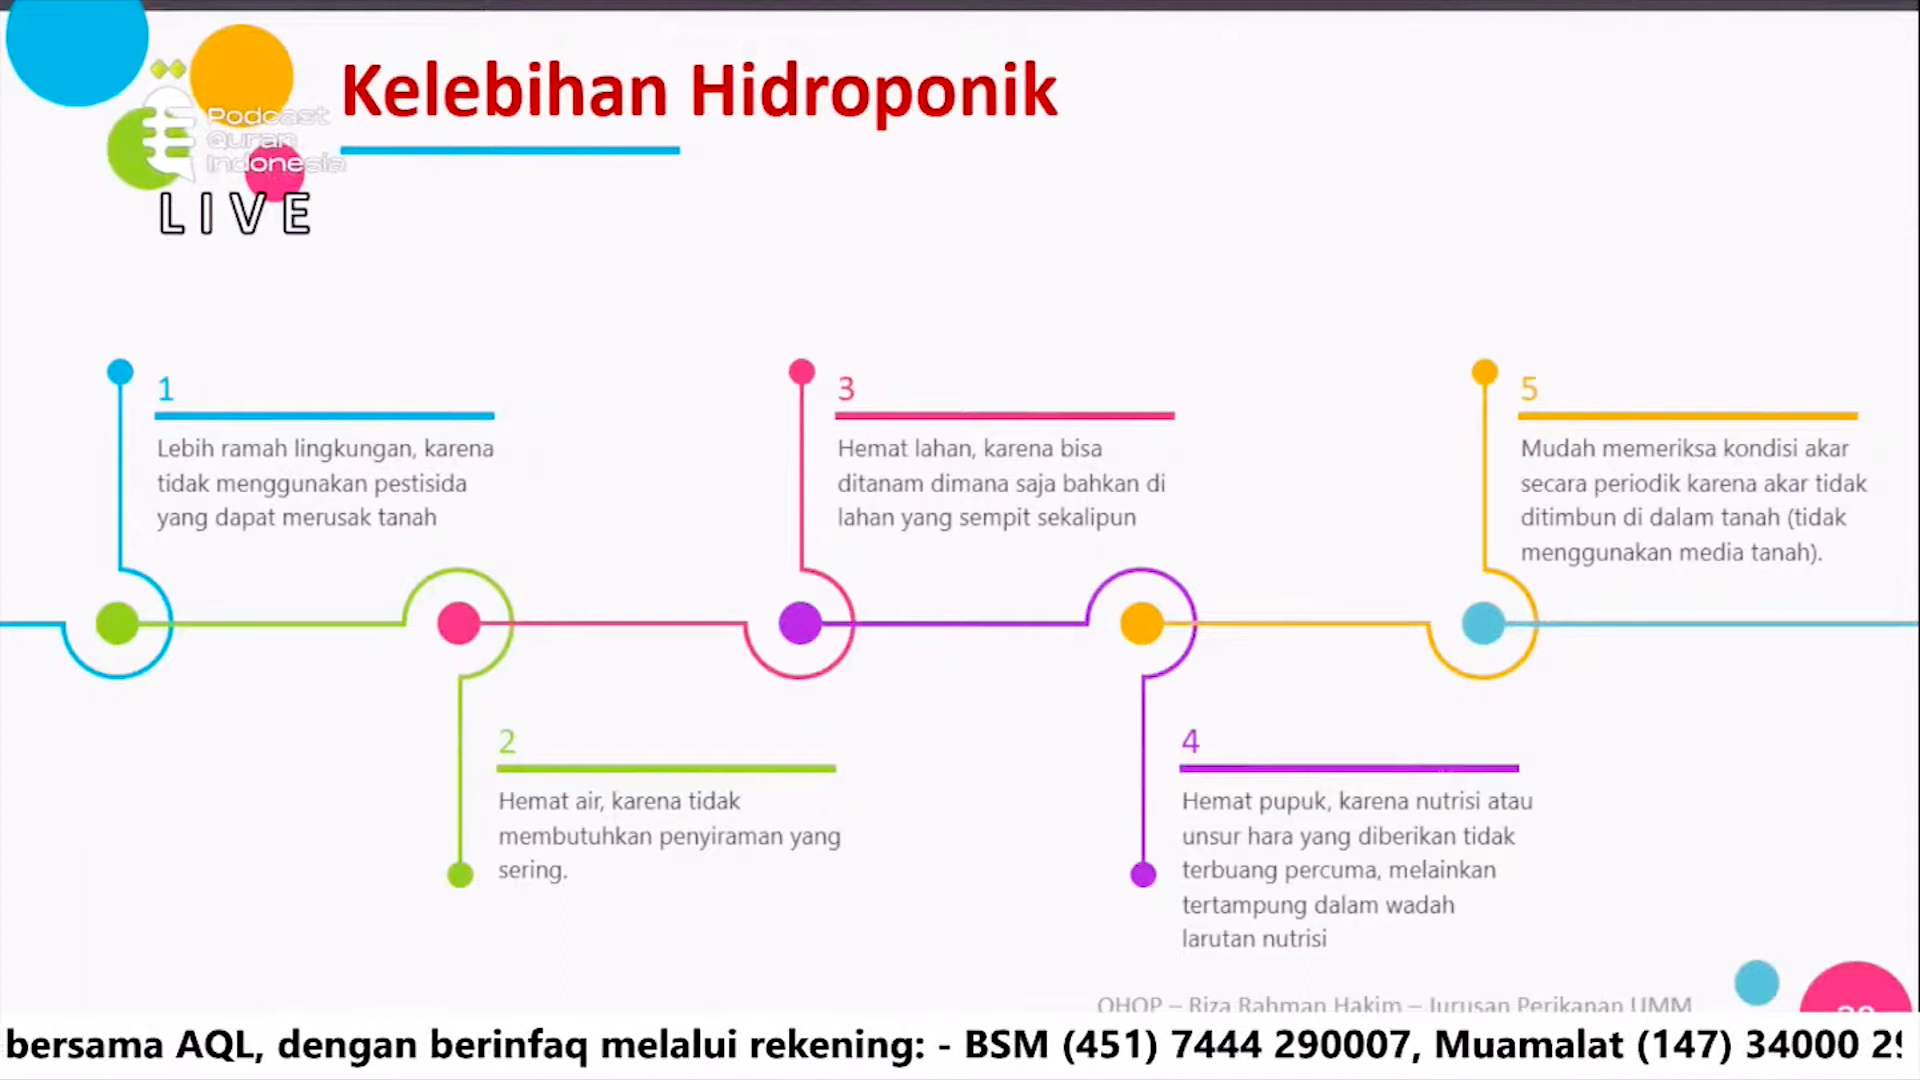 Kelebihan Hidroponik
Podcast
Quran
Indonesia
LIVE
1
Lebih ramah lingkungan, karena
tidak menggunakan pestisida
yang dapat merusak tanah
2
Hemat air, karena tidak
membutuhkan penyiraman yang
sering.
3
Hemat lahan, karena bisa
ditanam dimana saja bahkan di
lahan yang sempit sekalipun
4
Hemat pupuk, karena nutrisi atau
unsur hara yang diberikan tidak
terbuang percuma, melainkan
tertampung dalam wadah
larutan nutrisi
5
Mudah memeriksa kondisi akar
secara periodik karena akar tidak
ditimbun di dalam tanah (tidak
menggunakan media tanah).
OHOP – Riza Rahman Hakim – Jurusan Perikanan UMM
bersama AQL, dengan berinfaq melalui rekening: - BSM (451) 7444 290007, Muamalat (147) 34000